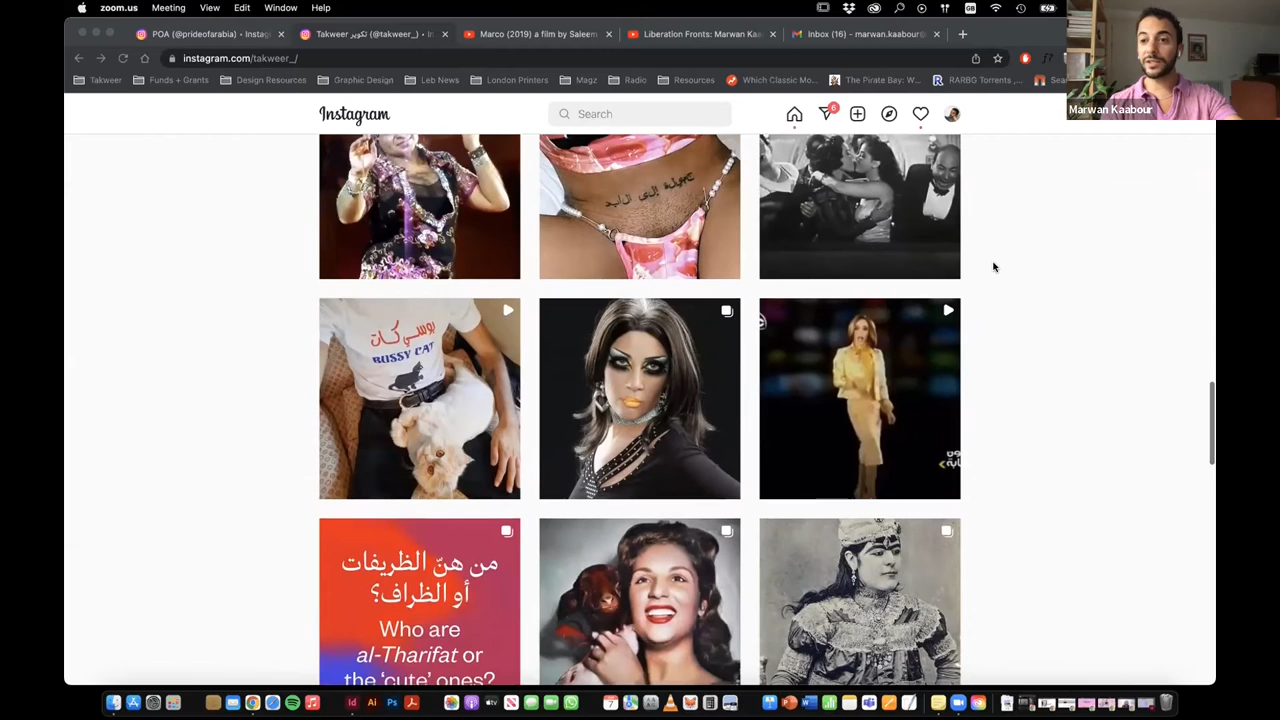 zoom.us Meeting View Edit Window Help
POA (@prideofarabia) • Instag
Takweer تكوير (@takweer_) • In
Marco (2019) a film by Saleem
Liberation Fronts: Marwan Kaa
Inbox (16) - marwan.kaabour@
instagram.com/takweer_/
Takweer
Funds + Grants
Design Resources
Graphic Design
Leb News
London Printers
Magz
Radio
Resources
Which Classic Mo...
The Pirate Bay: W...
RARBG Torrents ,...
Sea
Marwan Kaabour
Instagram
Search
6
بوسي كات
BUSSY CAT
من هنّ الظريفات
أو الظراف؟
Who are
al-Tharifat or
the 'cute' ones?